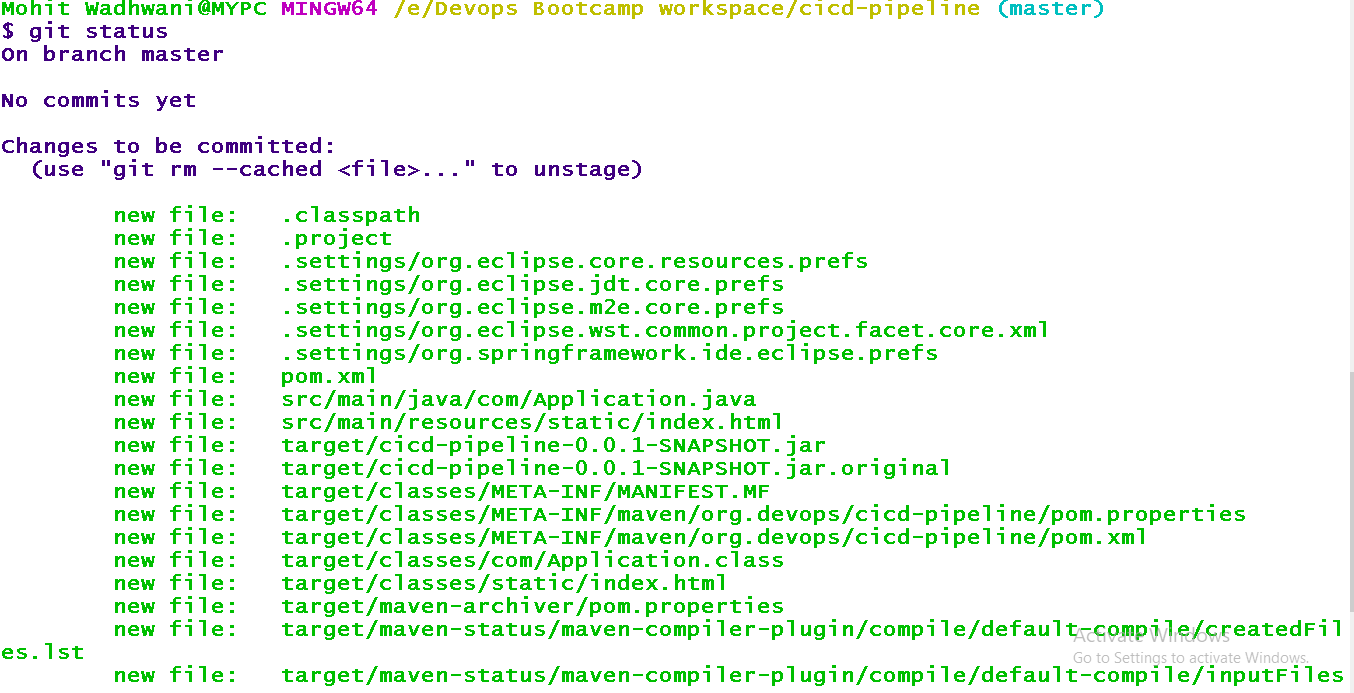 Mohit Wadhwani@MYPC MINGW64 /e/Devops Bootcamp workspace/cicd-pipeline (master)
$ git status
On branch master
No commits yet
Changes to be committed:
(use "git rm --cached <file>..." to unstage)
new file: .classpath
new file: .project
new file: .settings/org.eclipse.core.resources.prefs
new file: .settings/org.eclipse.jdt.core.prefs
new file: .settings/org.eclipse.m2e.core.prefs
new file: .settings/org.eclipse.wst.common.project.facet.core.xml
new file: .settings/org.springframework.ide.eclipse.prefs
new file: pom.xml
new file: src/main/java/com/Application.java
new file: src/main/resources/static/index.html
new file: target/cicd-pipeline-0.0.1-SNAPSHOT.jar
new file: target/cicd-pipeline-0.0.1-SNAPSHOT.jar.original
new file: target/classes/META-INF/MANIFEST.MF
new file: target/classes/META-INF/maven/org.devops/cicd-pipeline/pom.properties
new file: target/classes/META-INF/maven/org.devops/cicd-pipeline/pom.xml
new file: target/classes/com/Application.class
new file: target/classes/static/index.html
new file: target/maven-archiver/pom.properties
new file: target/maven-status/maven-compiler-plugin/compile/default-compile/createdFil
es.lst
new file: target/maven-status/maven-compiler-plugin/compile/default-compile/inputFiles
Activate Windows
Go to Settings to activate Windows.